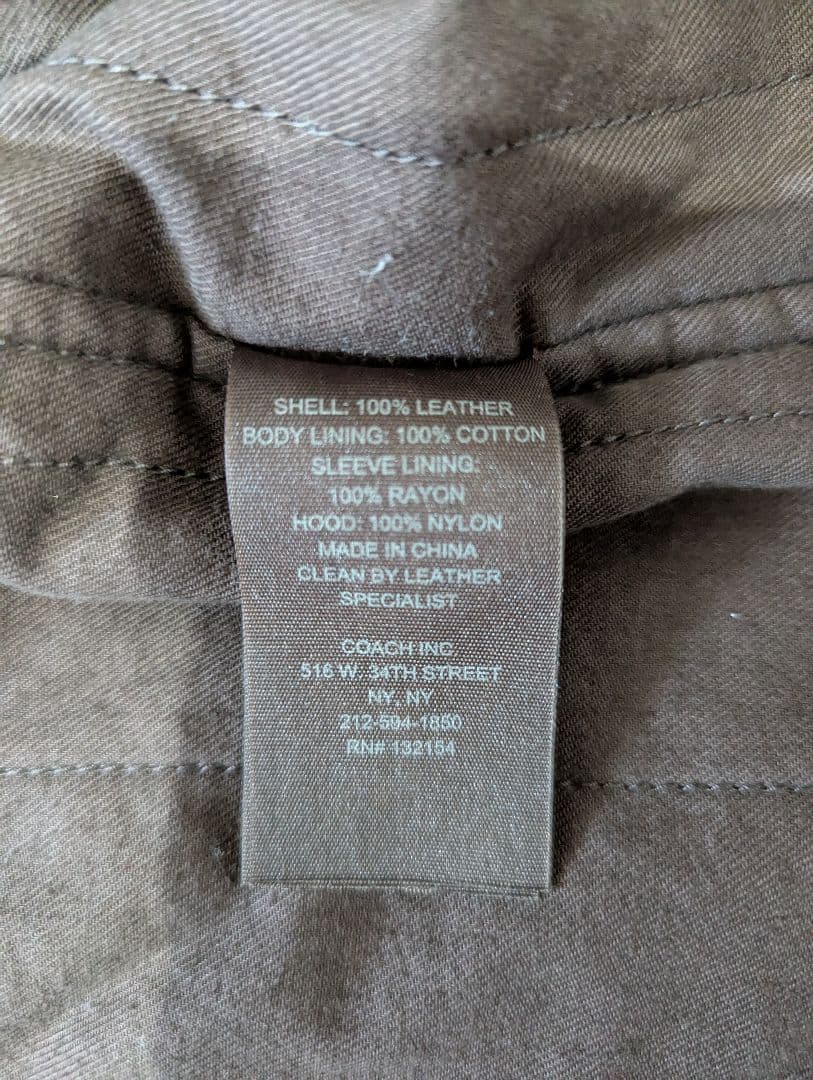 SHELL: 100% LEATHER
BODY LINING: 100% COTTON
SLEEVE LINING:
100% RAYON
HOOD: 100% NYLON
MADE IN CHINA
CLEAN BY LEATHER
SPECIALIST
COACH INC
516 W. 34TH STREET
NY, NY
212-594-1850
RN# 132154